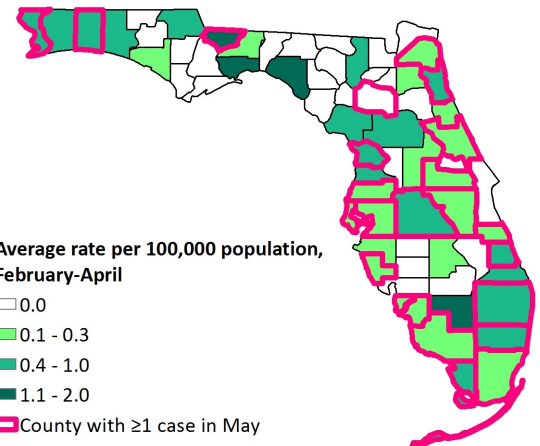 Average rate per 100,000 population,
February-April
0.0
0.1 - 0.3
0.4 - 1.0
1.1 - 2.0
County with ≥1 case in May